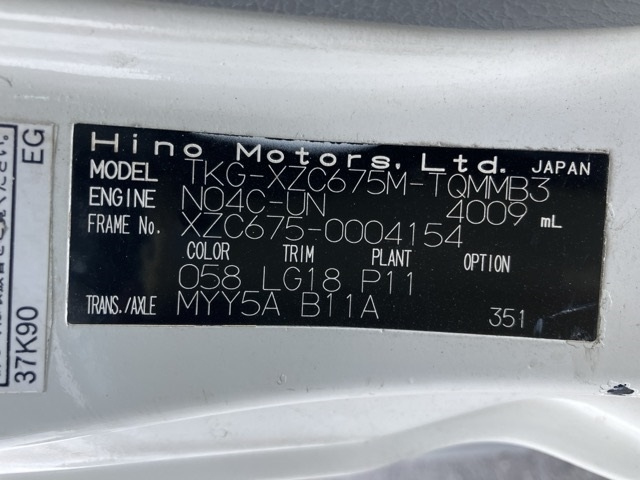 Hino Motors, Ltd. JAPAN
MODEL TKG-XZC675M-TQMMB3
ENGINE N04C-UN 4009 mL
FRAME No. XZC675-0004154
COLOR TRIM PLANT OPTION
058 LG18 P11
TRANS./AXLE MYY5A B11A 351
EG
37K90